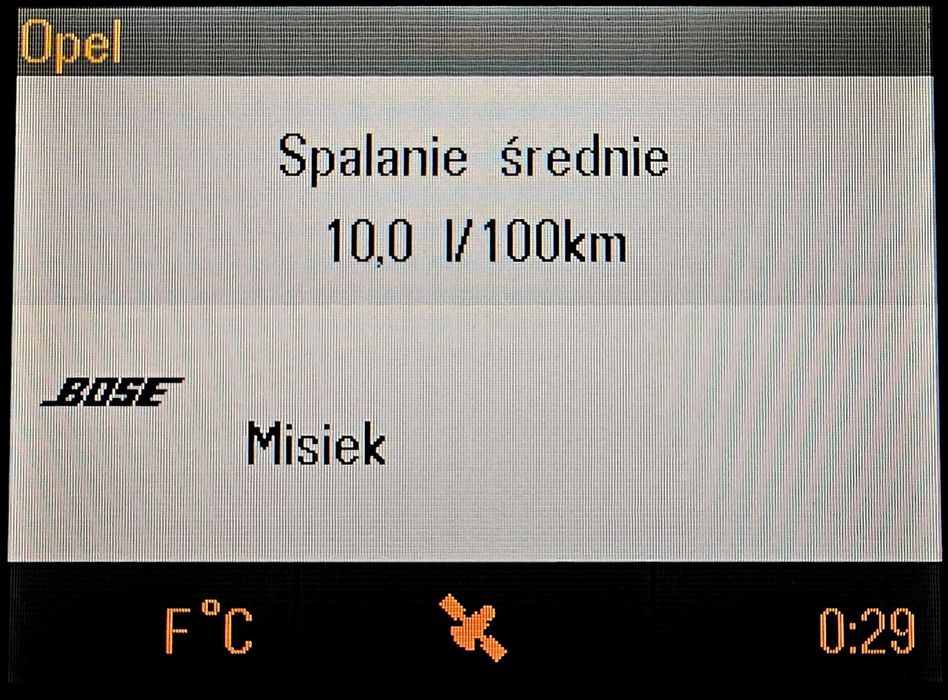 Opel
Spalanie średnie
10,0 l/100km
BOSE
Misiek
F°C
0:29